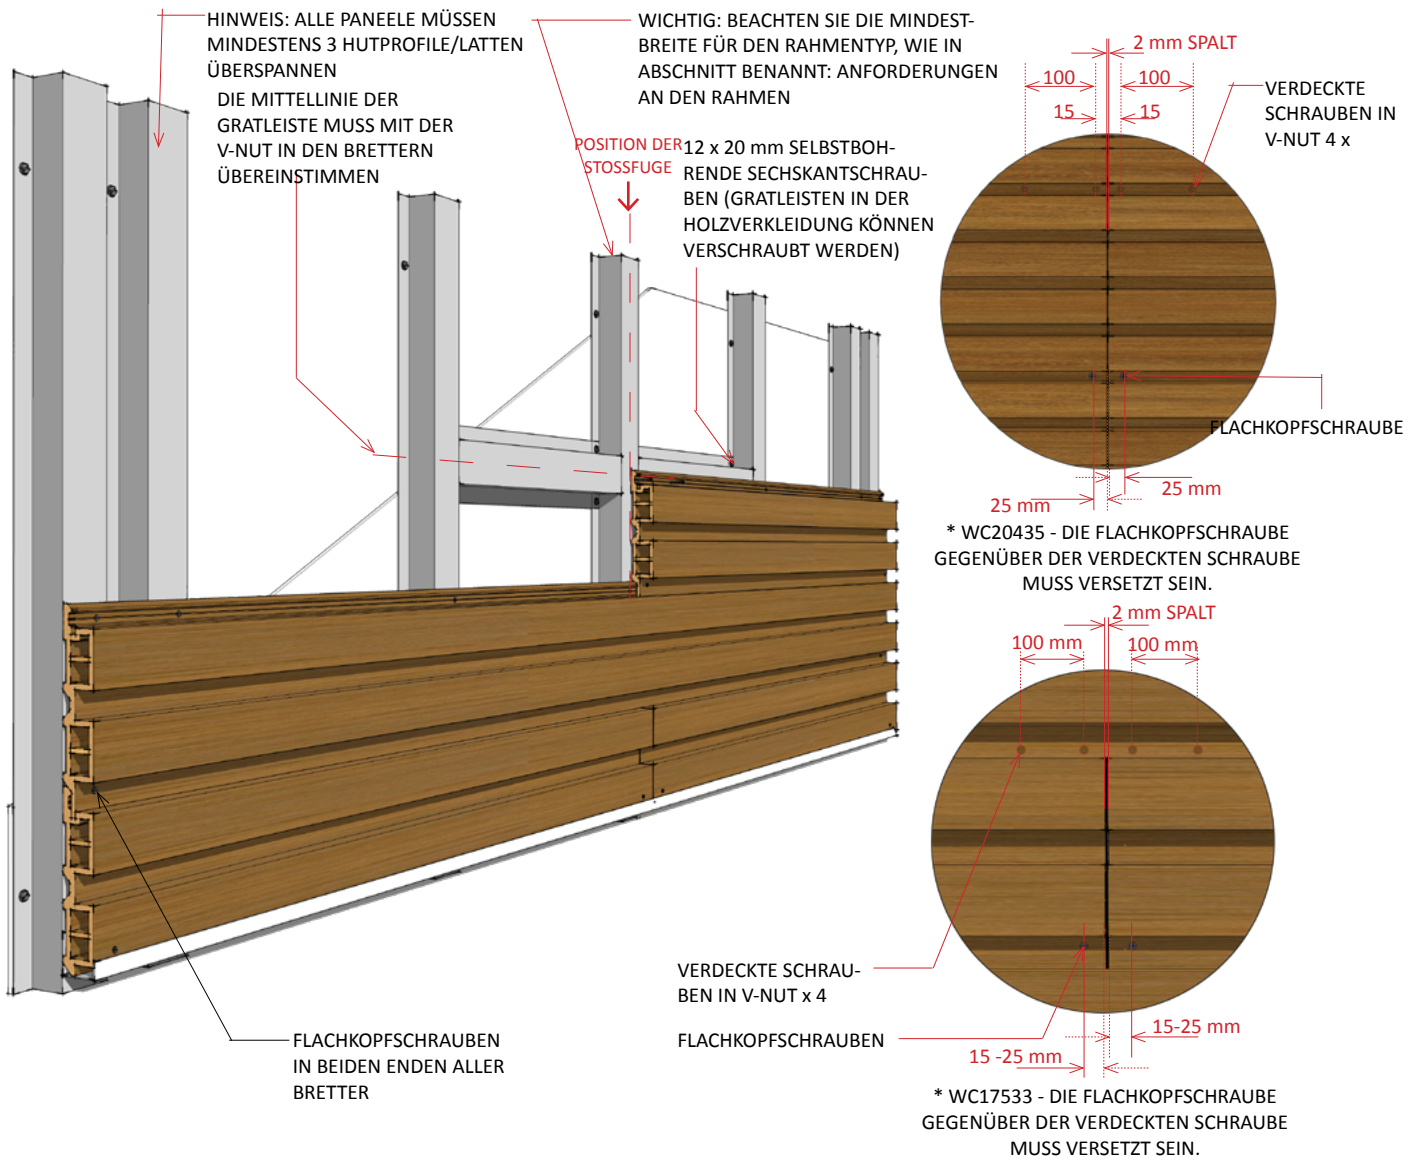 HINWEIS: ALLE PANEELE MÜSSEN
MINDESTENS 3 HUTPROFILE/LATTEN
ÜBERSPANNEN
DIE MITTELLINIE DER
GRATLEISTE MUSS MIT DER
V-NUT IN DEN BRETTERN
ÜBEREINSTIMMEN
WICHTIG: BEACHTEN SIE DIE MINDEST-
BREITE FÜR DEN RAHMENTYP, WIE IN
ABSCHNITT BENANNT: ANFORDERUNGEN
AN DEN RAHMEN
POSITION DER
STOSSFUGE
12 x 20 mm SELBSTBOH-
RENDE SECHSKANTSCHRAU-
BEN (GRATLEISTEN IN DER
HOLZVERKLEIDUNG KÖNNEN
VERSCHRAUBT WERDEN)
2 mm SPALT
100
100
15
15
VERDECKTE
SCHRAUBEN IN
V-NUT 4 x
FLACHKOPFSCHRAUBE
25 mm
25 mm
* WC20435 - DIE FLACHKOPFSCHRAUBE
GEGENÜBER DER VERDECKTEN SCHRAUBE
MUSS VERSETZT SEIN.
2 mm SPALT
100 mm
100 mm
VERDECKTE SCHRAU-
BEN IN V-NUT x 4
FLACHKOPFSCHRAUBEN
15-25 mm
15 -25 mm
* WC17533 - DIE FLACHKOPFSCHRAUBE
GEGENÜBER DER VERDECKTEN SCHRAUBE
MUSS VERSETZT SEIN.
FLACHKOPFSCHRAUBEN
IN BEIDEN ENDEN ALLER
BRETTER